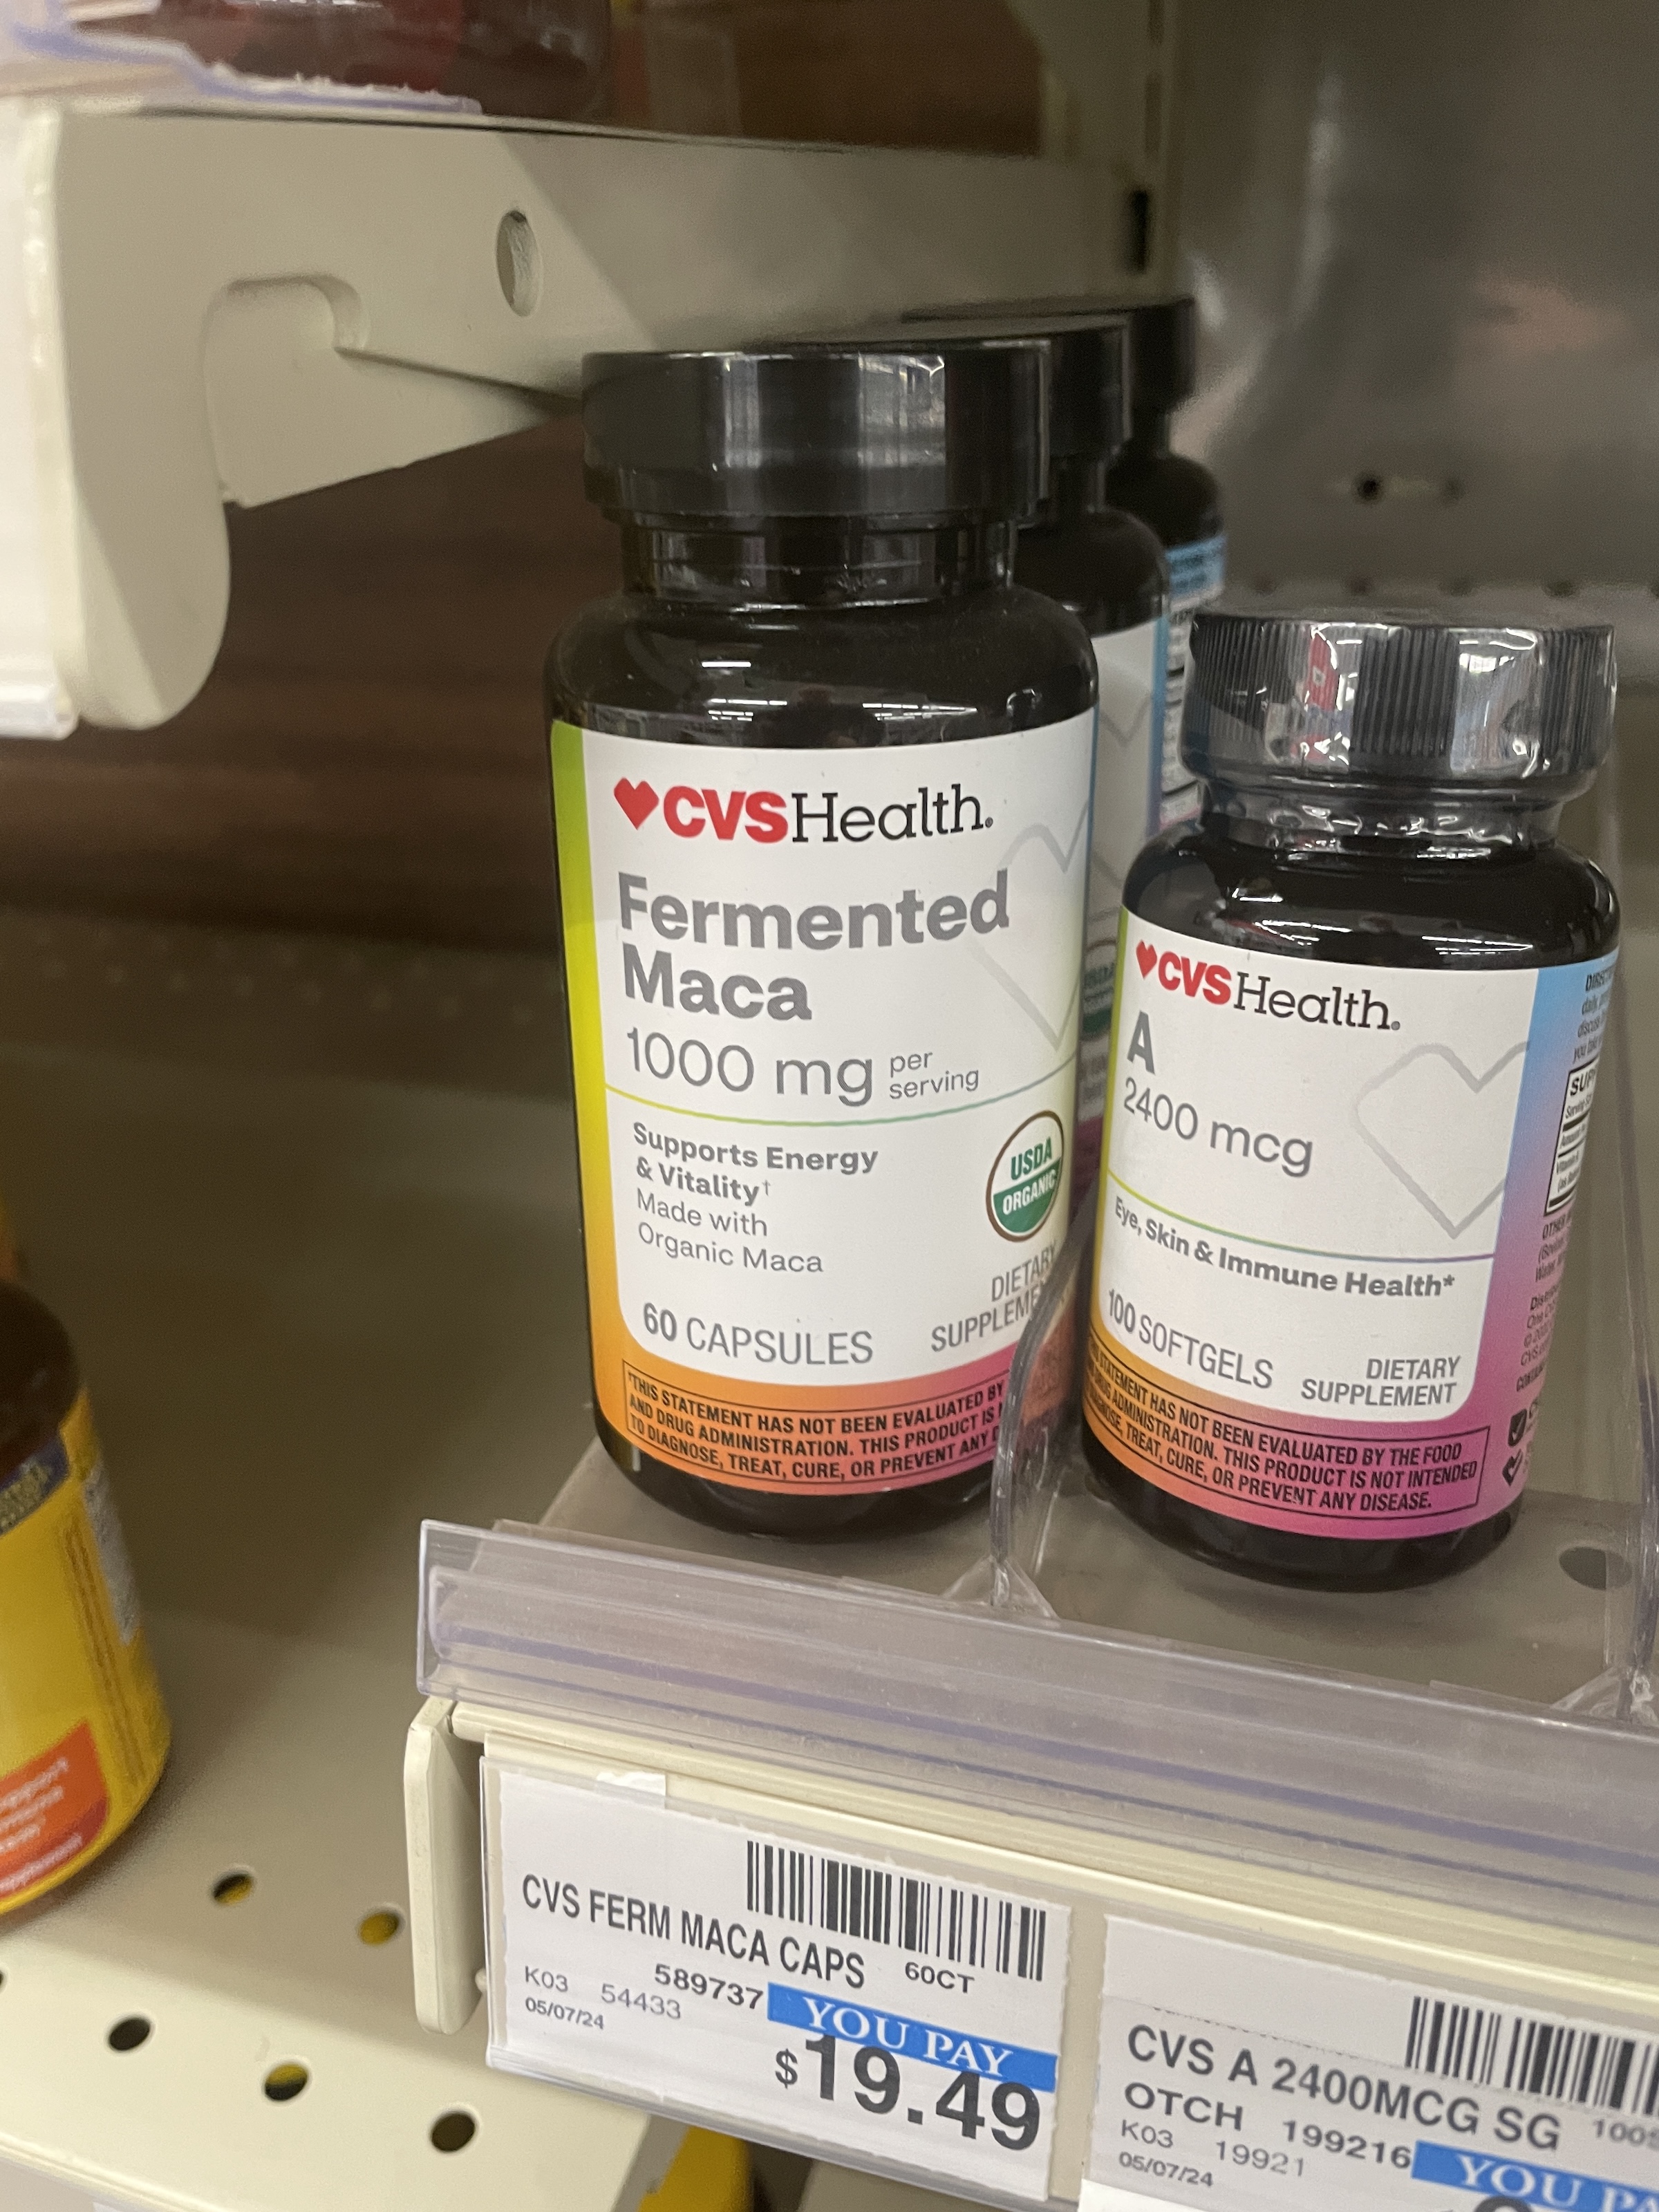 CVSHealth.
Fermented
Maca
1000 mg per serving
Supports Energy
& Vitality†
Made with
Organic Maca
USDA
ORGANIC
60 CAPSULES
DIETARY
SUPPLEMENT
†THIS STATEMENT HAS NOT BEEN EVALUATED BY
AND DRUG ADMINISTRATION. THIS PRODUCT IS
TO DIAGNOSE, TREAT, CURE, OR PREVENT ANY
CVSHealth.
A
2400 mcg
Eye, Skin & Immune Health*
100 SOFTGELS
DIETARY
SUPPLEMENT
STATEMENT HAS NOT BEEN EVALUATED BY THE FOOD
ADMINISTRATION. THIS PRODUCT IS NOT INTENDED
TREAT, CURE, OR PREVENT ANY DISEASE.
CVS FERM MACA CAPS 60CT
589737
K03 54433
05/07/24
YOU PAY
$19.49
CVS A 2400MCG SG
OTCH 199216
K03 19921
05/07/24
YOU